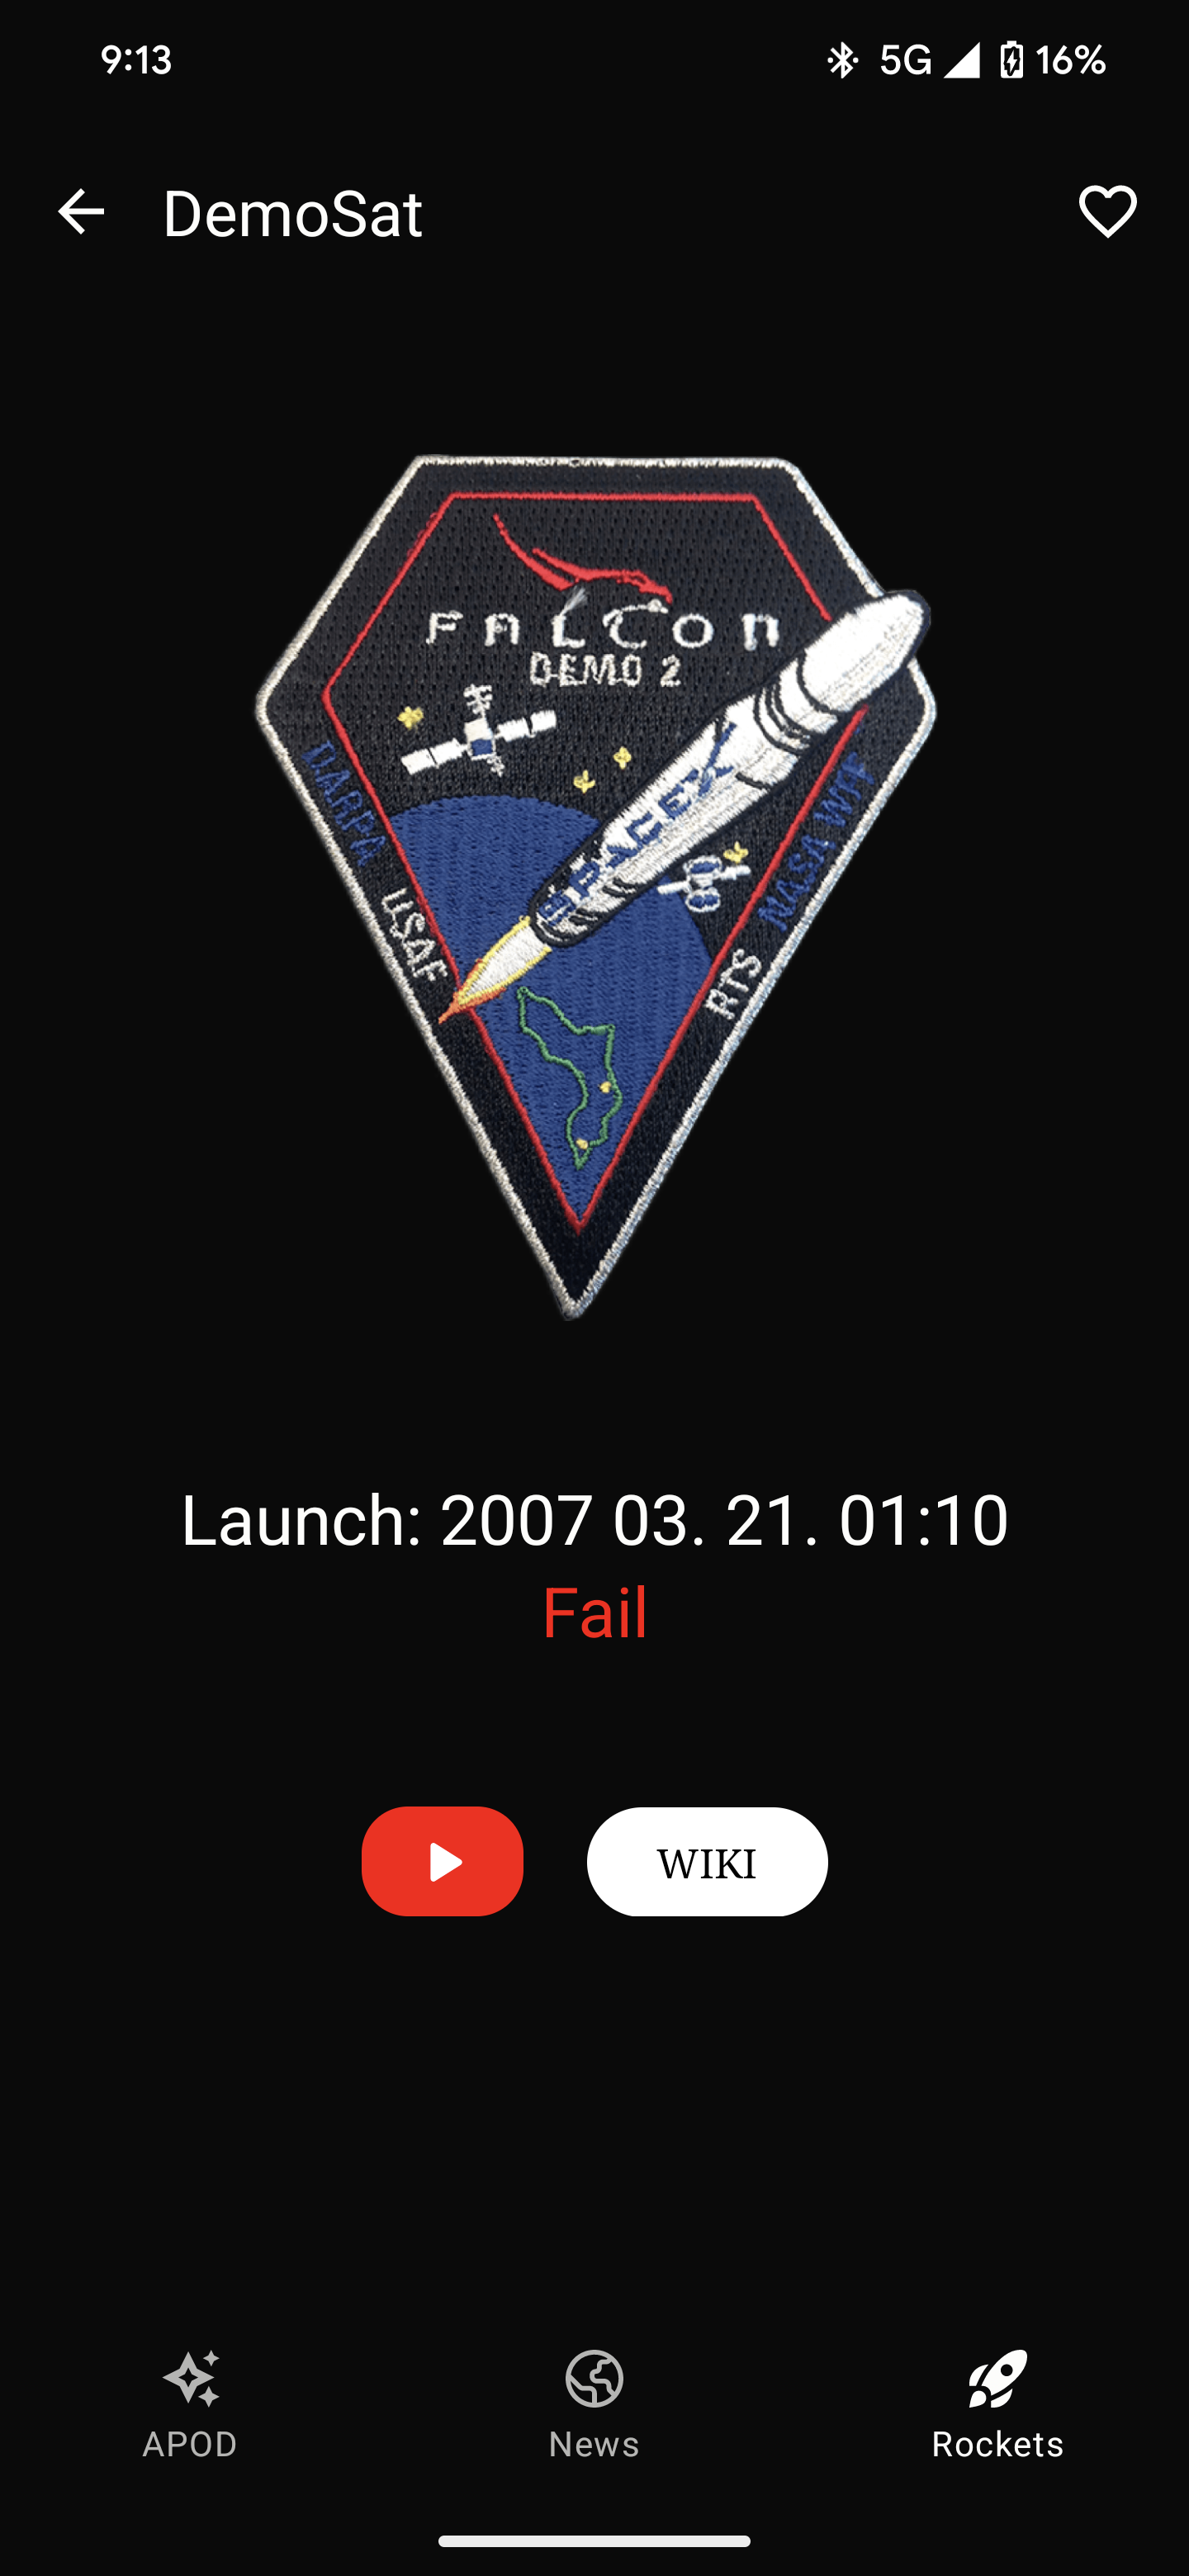 9:13
5G
16%
DemoSat
FALCON
DEMO 2
SPACEX
DARPA
USAF
NASA WFF
RTS
Launch: 2007 03. 21. 01:10
Fail
WIKI
APOD
News
Rockets